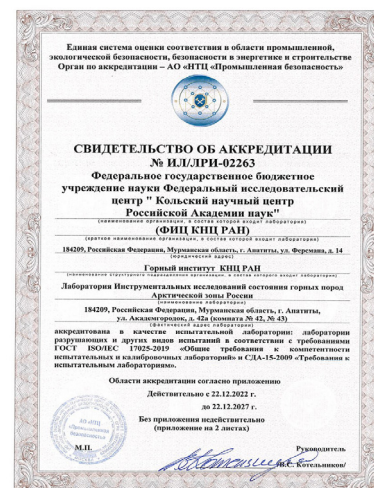 Единая система оценки соответствия в области промышленной,
экологической безопасности, безопасности в энергетике и строительстве
Орган по аккредитации – АО «НТЦ «Промышленная безопасность»
СВИДЕТЕЛЬСТВО ОБ АККРЕДИТАЦИИ
№ ИЛ/ЛРИ-02263
Федеральное государственное бюджетное
учреждение науки Федеральный исследовательский
центр " Кольский научный центр
Российской Академии наук"
(наименование организации, в состав которой входит лаборатория)
(ФИЦ КНЦ РАН)
(краткое наименование организации, в состав которой входит лаборатория)
184209, Российская Федерация, Мурманская область, г. Апатиты, ул. Ферсмана, д. 14
(юридический адрес)
Горный институт КНЦ РАН
(наименование структурного подразделения организации, в состав которого входит лаборатория)
Лаборатория Инструментальных исследований состояния горных пород
Арктической зоны России
(наименование лаборатории)
184209, Российская Федерация, Мурманская область, г. Апатиты,
ул. Академгородок, д. 42а (комната № 42, № 43)
(фактический адрес лаборатории)
аккредитована в качестве испытательной лаборатории: лаборатории
разрушающих и других видов испытаний в соответствии с требованиями
ГОСТ ISO/IEC 17025-2019 «Общие требования к компетентности
испытательных и калибровочных лабораторий» и СДА-15-2009 «Требования к
испытательным лабораториям».
Области аккредитации согласно приложению
Действительно с 22.12.2022 г.
до 22.12.2027 г.
Без приложения недействительно
(приложение на 2 листах)
АО «НТЦ
«Промышленная
безопасность»
М.П.
Руководитель
/В.С. Котельников/